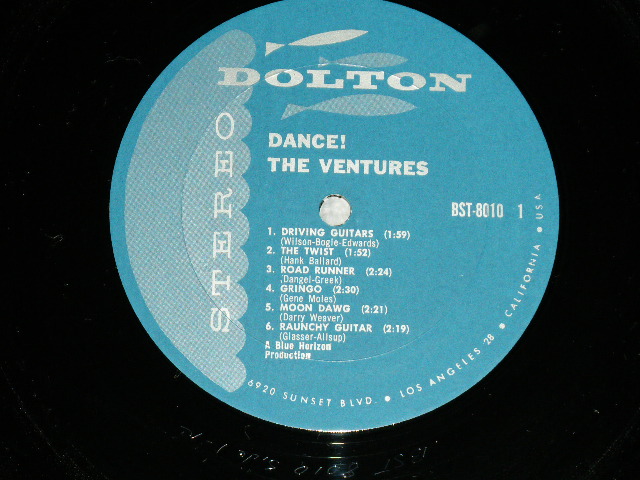 DOLTON
STEREO
DANCE!
THE VENTURES
BST-8010 1
1. DRIVING GUITARS (1:59)
(Wilson-Bogle-Edwards)
2. THE TWIST (1:52)
(Hank Ballard)
3. ROAD RUNNER (2:24)
(Dangel-Greek)
4. GRINGO (2:30)
(Gene Moles)
5. MOON DAWG (2:21)
(Darry Weaver)
6. RAUNCHY GUITAR (2:19)
(Glasser-Allsup)
A Blue Horizon
Production
6920 SUNSET BLVD. • LOS ANGELES 28 • CALIFORNIA • USA